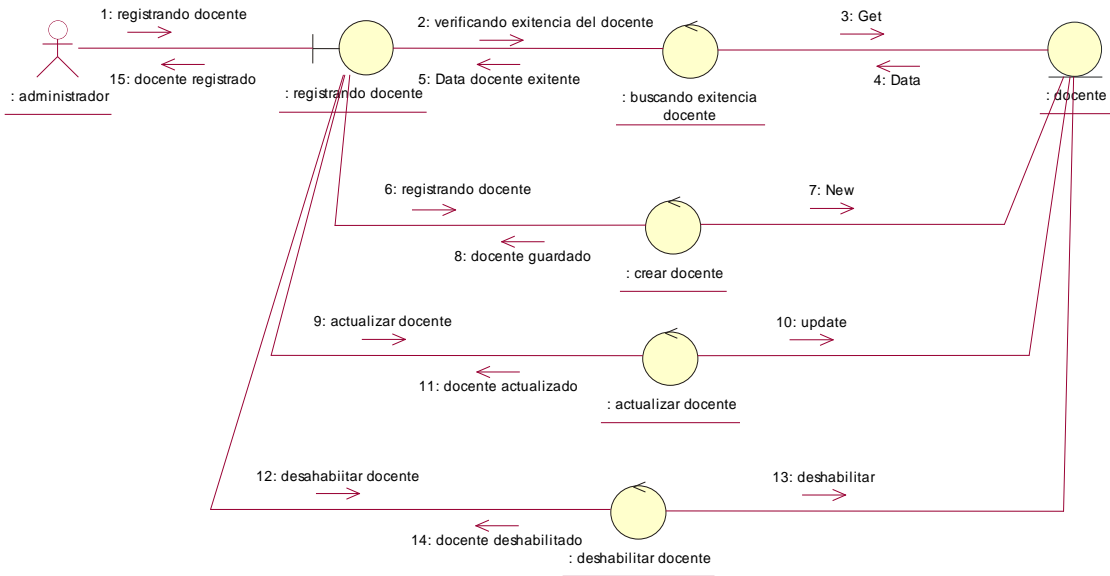 1: registrando docente
15: docente registrado
: administrador
: registrando docente
2: verificando exitencia del docente
5: Data docente exitente
: buscando exitencia
docente
3: Get
4: Data
: docente
6: registrando docente
8: docente guardado
: crear docente
7: New
9: actualizar docente
11: docente actualizado
: actualizar docente
10: update
12: desahabiitar docente
14: docente deshabilitado
: deshabilitar docente
13: deshabilitar